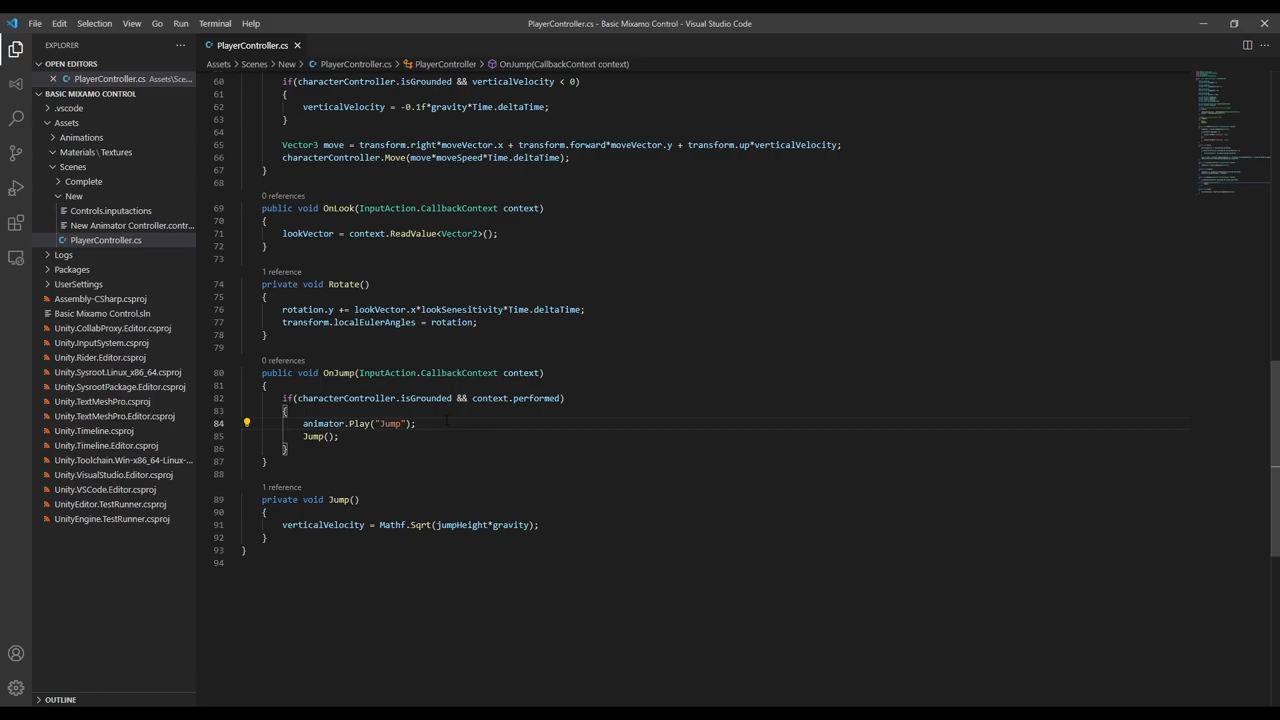 File Edit Selection View Go Run Terminal Help
PlayerController.cs - Basic Mixamo Control - Visual Studio Code
EXPLORER
OPEN EDITORS
PlayerController.cs Assets\Sce...
BASIC MIXAMO CONTROL
.vscode
Assets
Animations
Materials\Textures
Scenes
Complete
New
Controls.inputactions
New Animator Controller.contr...
PlayerController.cs
Logs
Packages
UserSettings
Assembly-CSharp.csproj
Basic Mixamo Control.sln
Unity.CollabProxy.Editor.csproj
Unity.InputSystem.csproj
Unity.Rider.Editor.csproj
Unity.Sysroot.Linux_x86_64.csproj
Unity.SysrootPackage.Editor.csproj
Unity.TextMeshPro.csproj
Unity.TextMeshPro.Editor.csproj
Unity.Timeline.csproj
Unity.Timeline.Editor.csproj
Unity.Toolchain.Win-x86_64-Linux-...
Unity.VisualStudio.Editor.csproj
Unity.VSCode.Editor.csproj
UnityEditor.TestRunner.csproj
UnityEngine.TestRunner.csproj
OUTLINE
PlayerController.cs
Assets > Scenes > New > PlayerController.cs > PlayerController > OnJump(CallbackContext context)
60 if(characterController.isGrounded && verticalVelocity < 0)
61 {
62 verticalVelocity = -0.1f*gravity*Time.deltaTime;
63 }
64
65 Vector3 move = transform.right*moveVector.x + transform.forward*moveVector.y + transform.up*verticalVelocity;
66 characterController.Move(move*moveSpeed*Time.deltaTime);
67 }
68
0 references
69 public void OnLook(InputAction.CallbackContext context)
70 {
71 lookVector = context.ReadValue<Vector2>();
72 }
73
1 reference
74 private void Rotate()
75 {
76 rotation.y += lookVector.x*lookSenesitivity*Time.deltaTime;
77 transform.localEulerAngles = rotation;
78 }
79
0 references
80 public void OnJump(InputAction.CallbackContext context)
81 {
82 if(characterController.isGrounded && context.performed)
83 {
84 animator.Play("Jump");
85 Jump();
86 }
87 }
88
1 reference
89 private void Jump()
90 {
91 verticalVelocity = Mathf.Sqrt(jumpHeight*gravity);
92 }
93 }
94